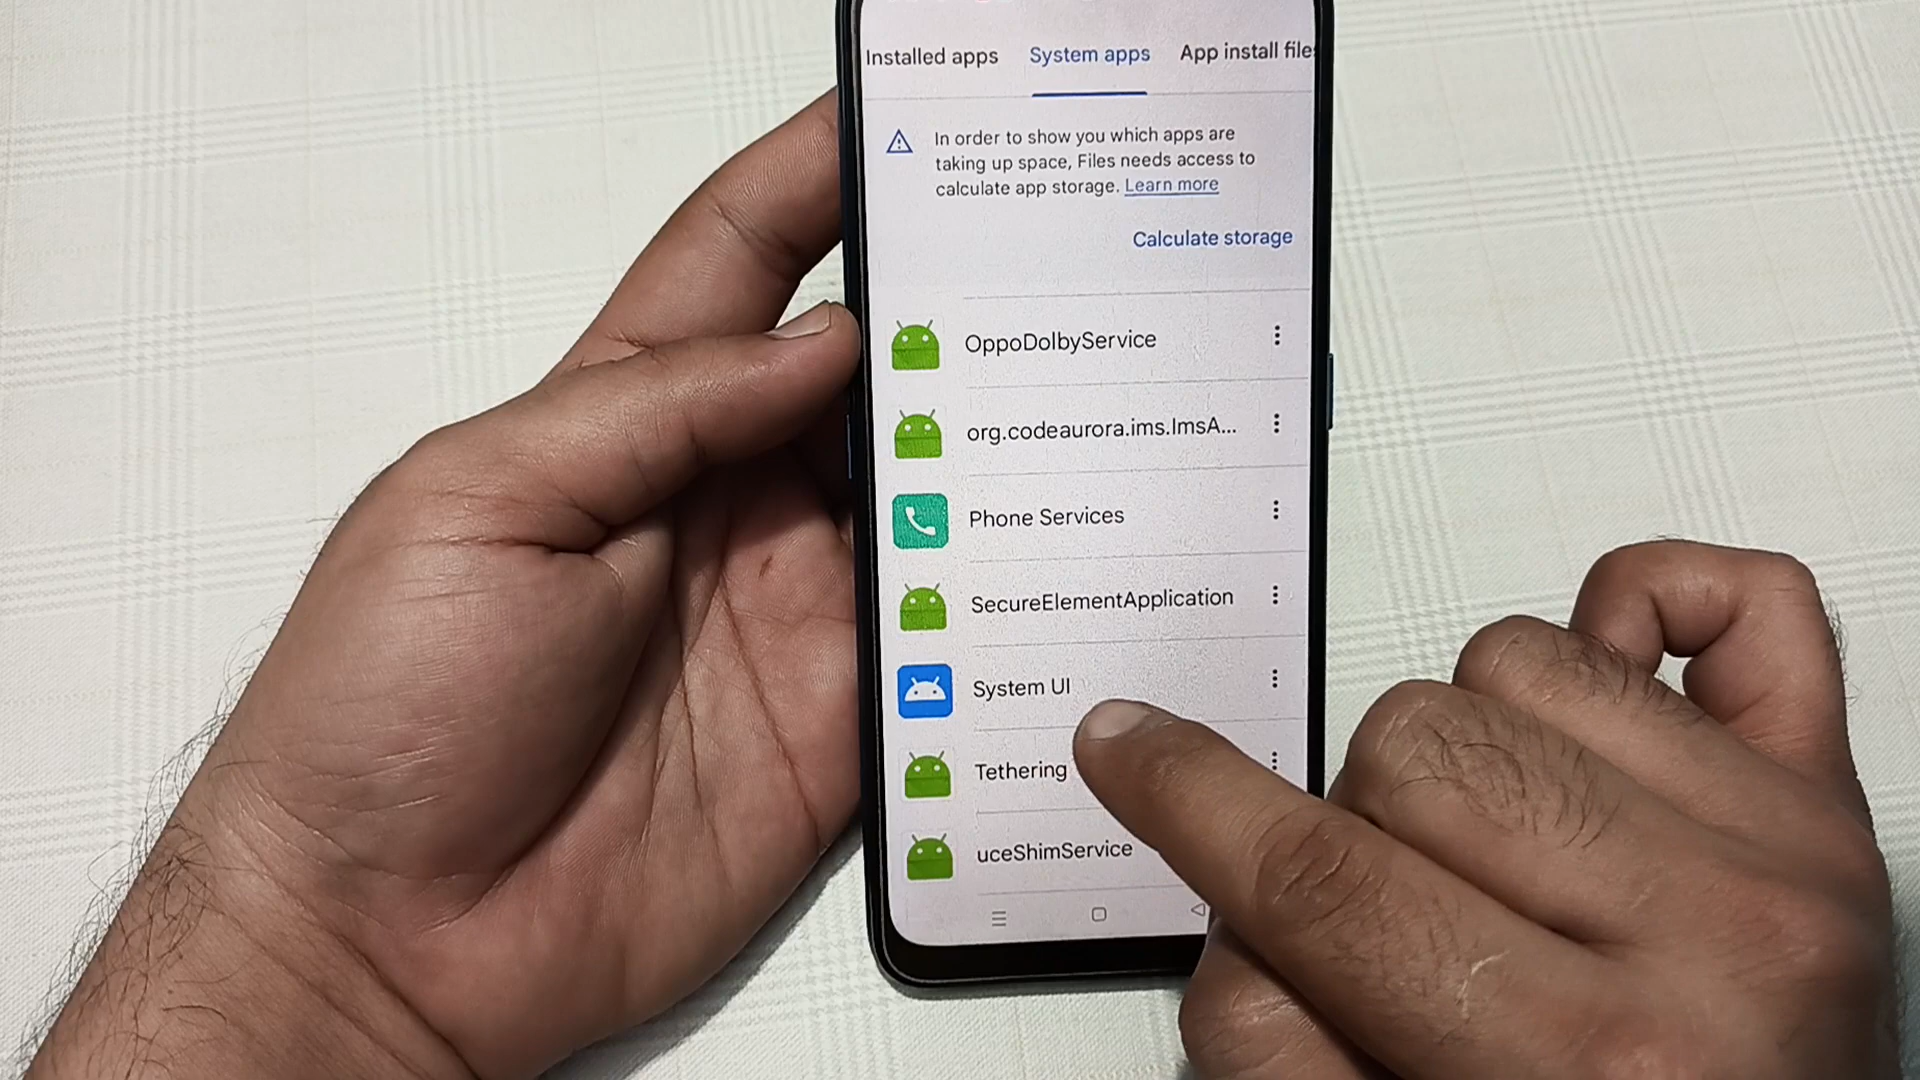 Installed apps System apps App install file
In order to show you which apps are
taking up space, Files needs access to
calculate app storage. Learn more
Calculate storage
OppoDolbyService
org.codeaurora.ims.ImsA...
Phone Services
SecureElementApplication
System UI
Tethering
uceShimService